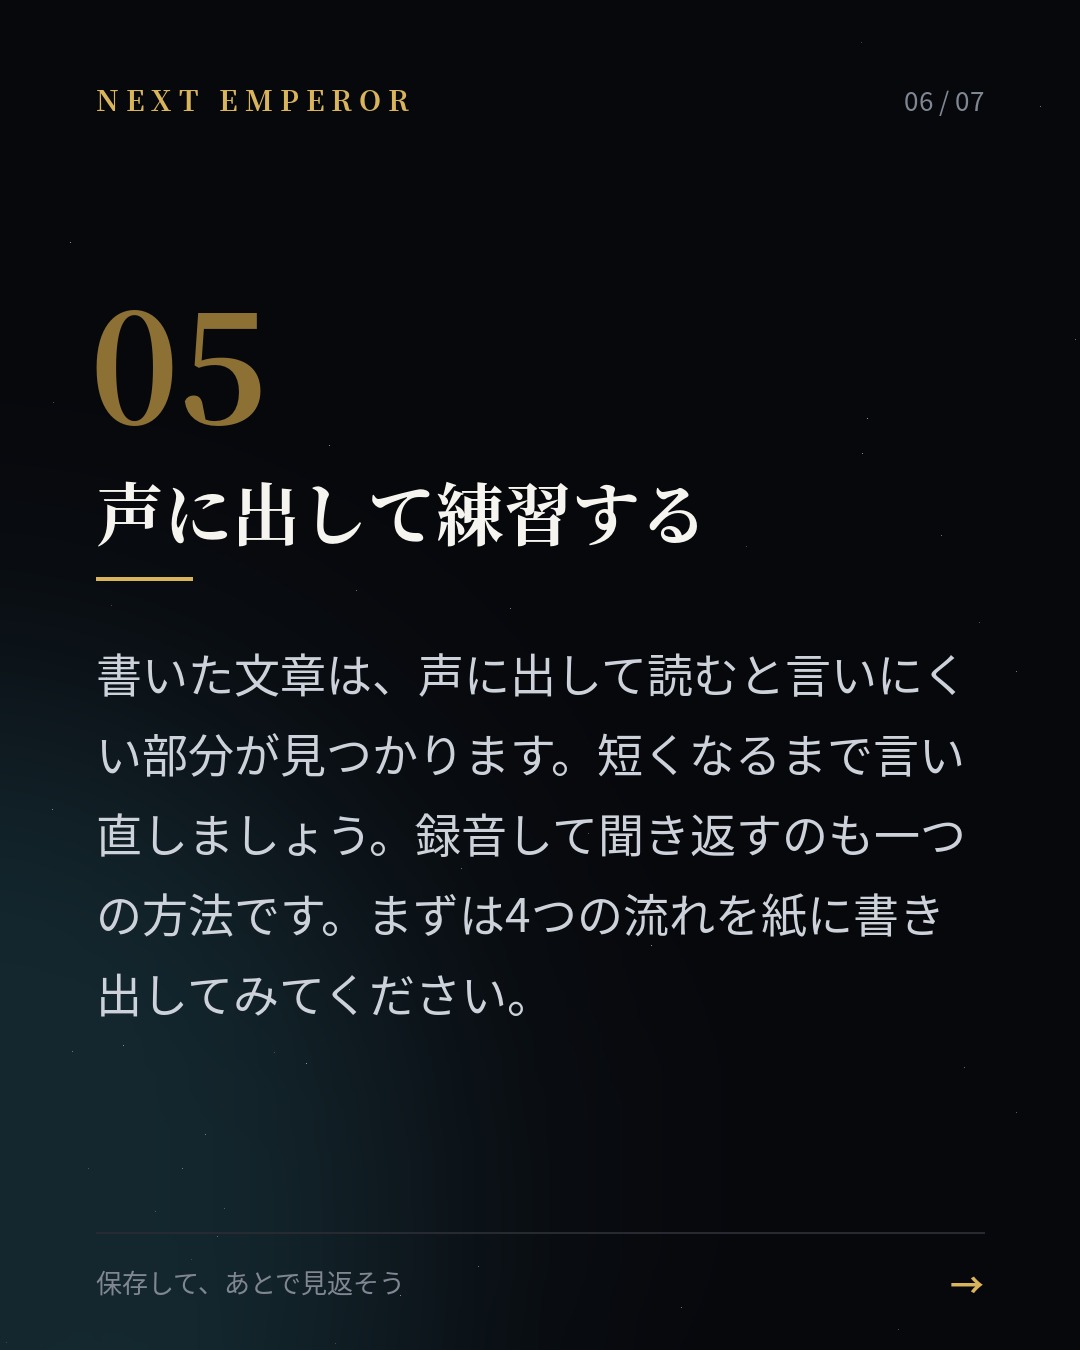 NEXT EMPEROR
06 / 07
05
声に出して練習する
書いた文章は、声に出して読むと言いにく
い部分が見つかります。短くなるまで言い
直しましょう。録音して聞き返すのも一つ
の方法です。まずは4つの流れを紙に書き
出してみてください。
保存して、あとで見返そう
→